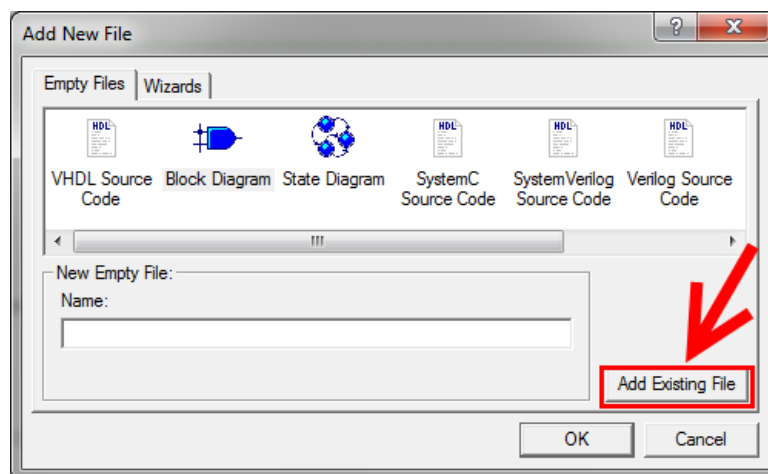 Add New File
?
X
Empty Files
Wizards
HDL
HDL
HDL
HDL
VHDL Source Block Diagram State Diagram SystemC SystemVerilog Verilog Source
Code Source Code Source Code Code
New Empty File:
Name:
Add Existing File
OK
Cancel